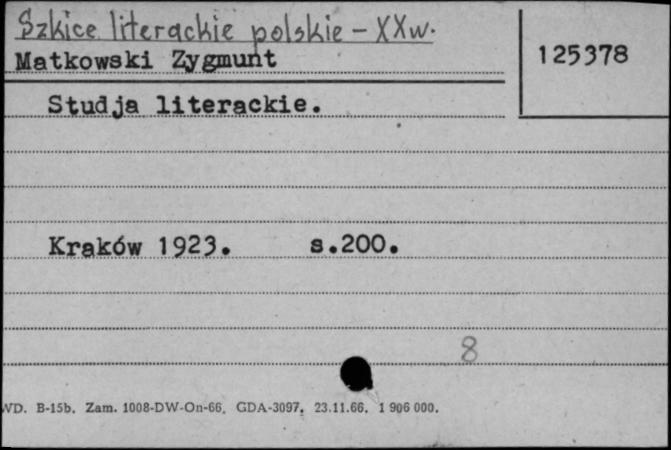 Szkice literackie polskie - XXw.
Matkowski Zygmunt
125378
Studja literackie.
Kraków 1923. s.200.
8
WD. B-15b. Zam. 1008-DW-On-66. GDA-3097. 23.11.66. 1 906 000.